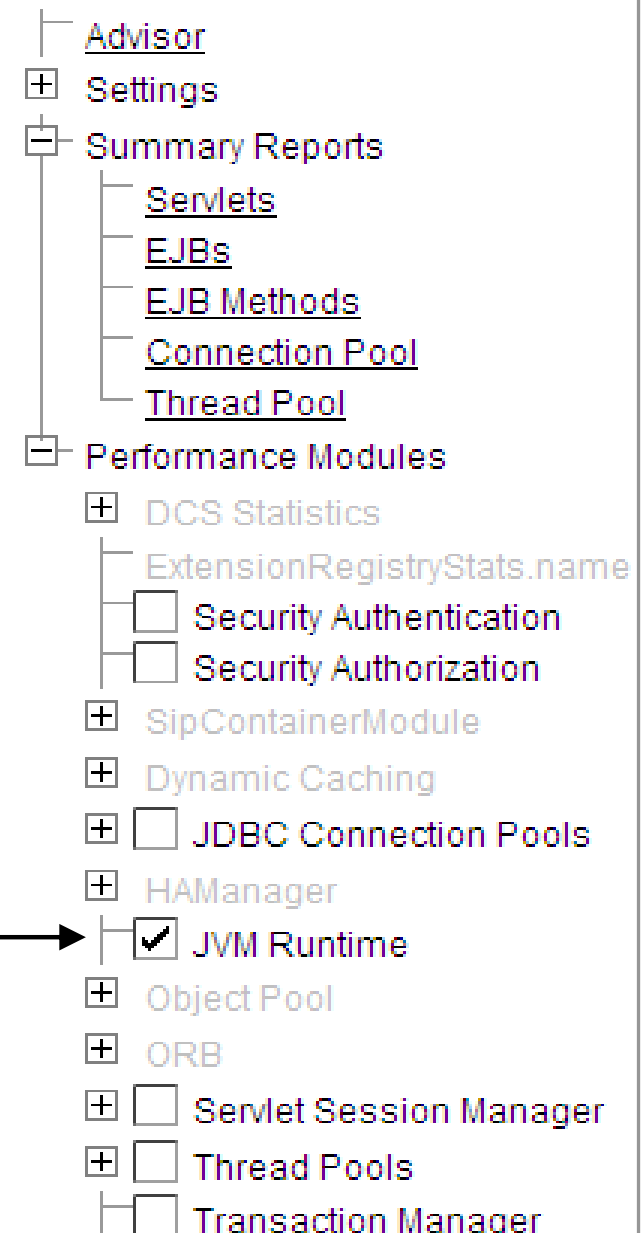 Advisor
Settings
Summary Reports
Servlets
EJBs
EJB Methods
Connection Pool
Thread Pool
Performance Modules
DCS Statistics
ExtensionRegistryStats.name
Security Authentication
Security Authorization
SipContainerModule
Dynamic Caching
JDBC Connection Pools
HAManager
JVM Runtime
Object Pool
ORB
Servlet Session Manager
Thread Pools
Transaction Manager